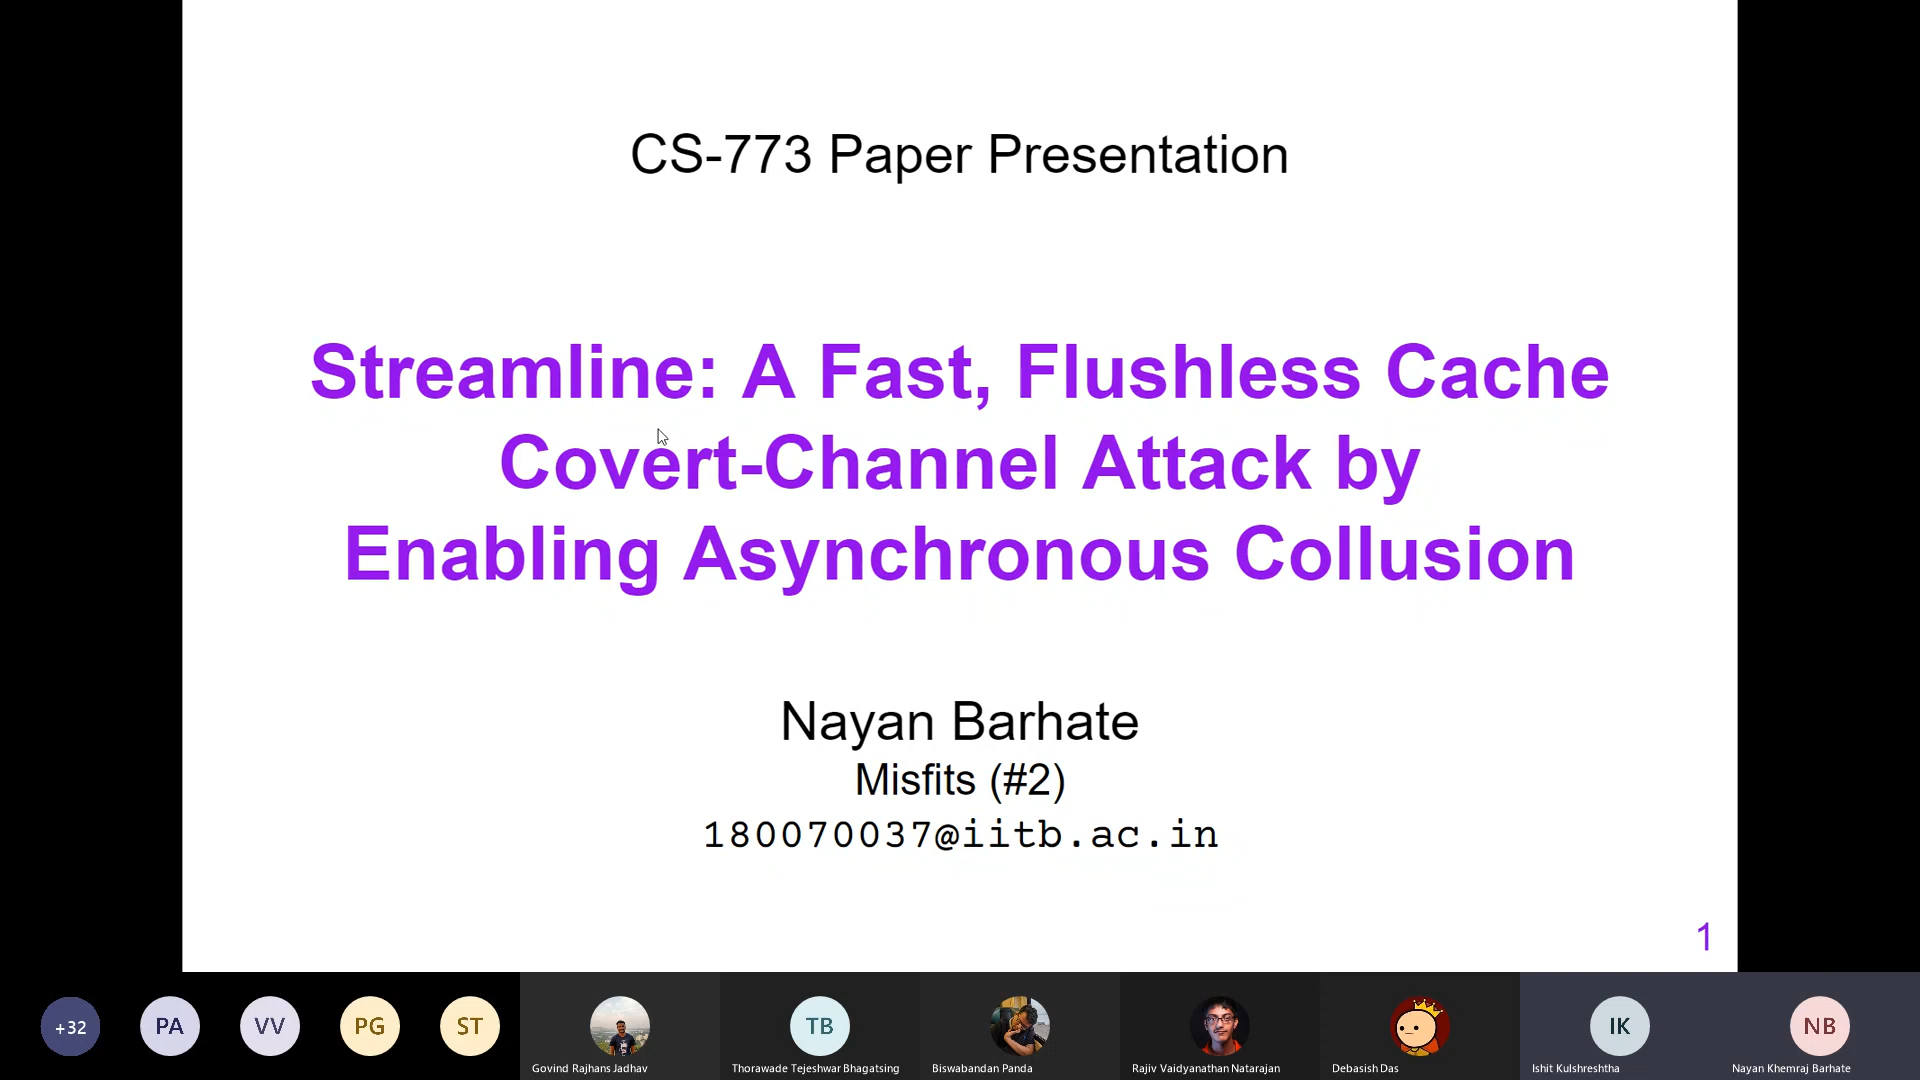 CS-773 Paper Presentation
Streamline: A Fast, Flushless Cache
Covert-Channel Attack by
Enabling Asynchronous Collusion
Nayan Barhate
Misfits (#2)
180070037@iitb.ac.in
1
+32
PA
VV
PG
ST
TB
IK
NB
Govind Rajhans Jadhav
Thorawade Tejeshwar Bhagatsing
Biswabandan Panda
Rajiv Vaidyanathan Natarajan
Debasish Das
Ishit Kulshreshtha
Nayan Khemraj Barhate